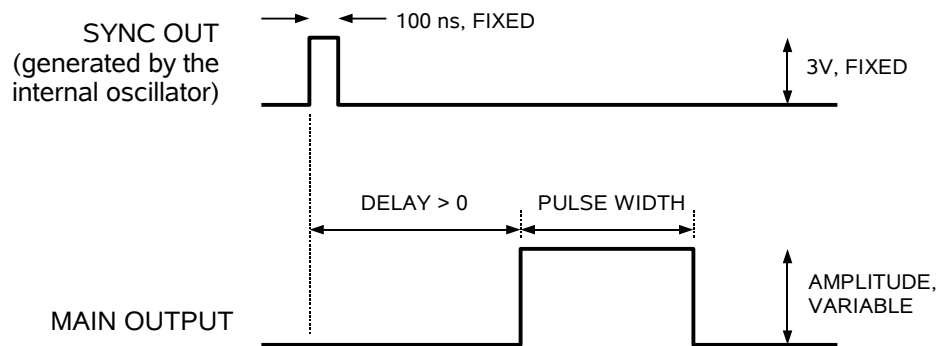 100 ns, FIXED
SYNC OUT
(generated by the
internal oscillator)
3V, FIXED
DELAY > 0
PULSE WIDTH
AMPLITUDE,
VARIABLE
MAIN OUTPUT